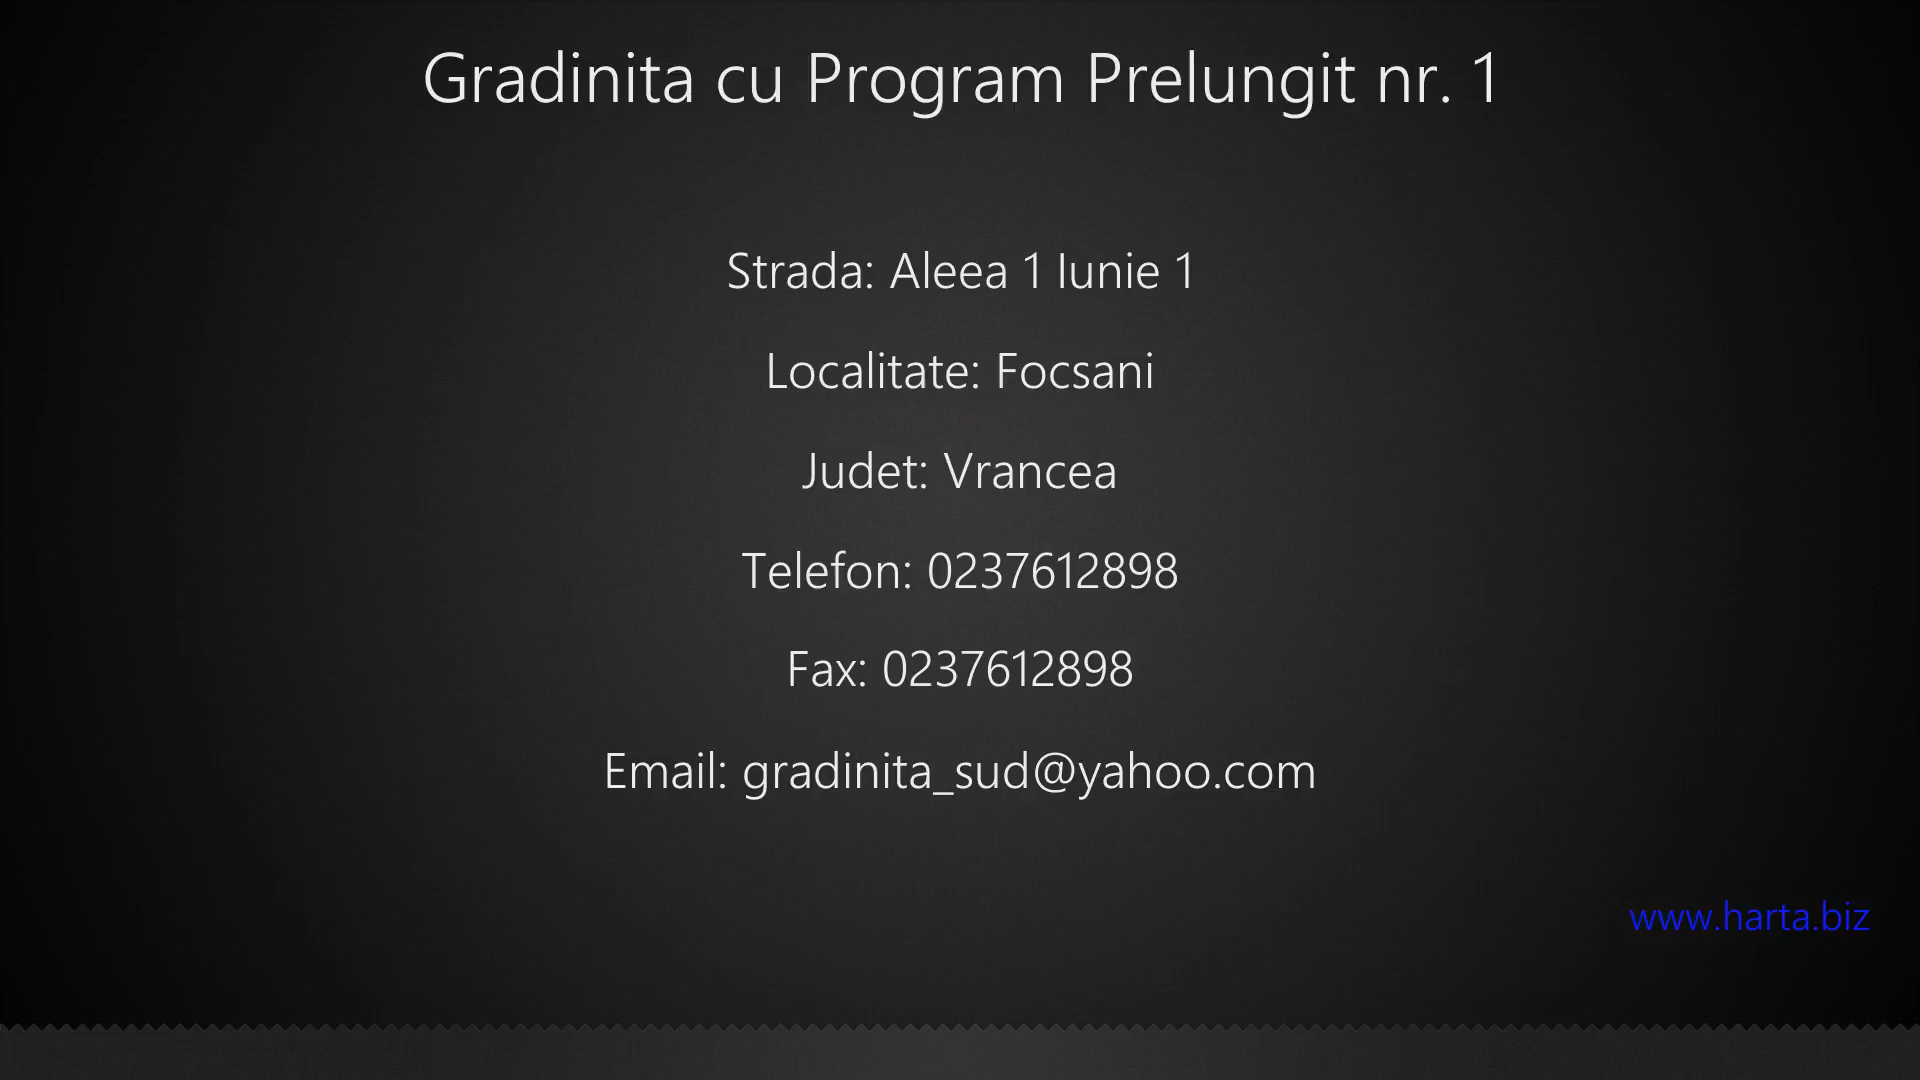 Gradinita cu Program Prelungit nr. 1
Strada: Aleea 1 Iunie 1
Localitate: Focsani
Judet: Vrancea
Telefon: 0237612898
Fax: 0237612898
Email: gradinita_sud@yahoo.com
www.harta.biz